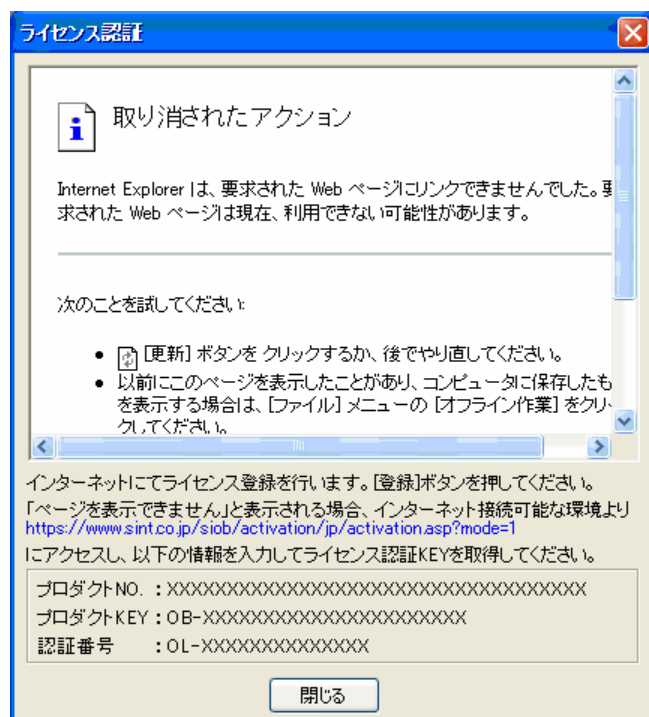 ライセンス認証
取り消されたアクション
Internet Explorer は、要求された Web ページにリンクできませんでした。要
求された Web ページは現在、利用できない可能性があります。
次のことを試してください:
● [更新] ボタンを クリックするか、後でやり直してください。
● 以前にこのページを表示したことがあり、コンピュータに保存したも
を表示する場合は、[ファイル] メニューの [オフライン作業] をクリッ
クしてください。
インターネットにてライセンス登録を行います。[登録]ボタンを押してください。
「ページを表示できません」と表示される場合、インターネット接続可能な環境より
https://www.sint.co.jp/siob/activation/jp/activation.asp?mode=1
にアクセスし、以下の情報を入力してライセンス認証KEYを取得してください。
プロダクトNO. : XXXXXXXXXXXXXXXXXXXXXXXXXXXXXXXXXXX
プロダクトKEY : OB-XXXXXXXXXXXXXXXXXXXXXX
認証番号 : OL-XXXXXXXXXXXXXX
閉じる